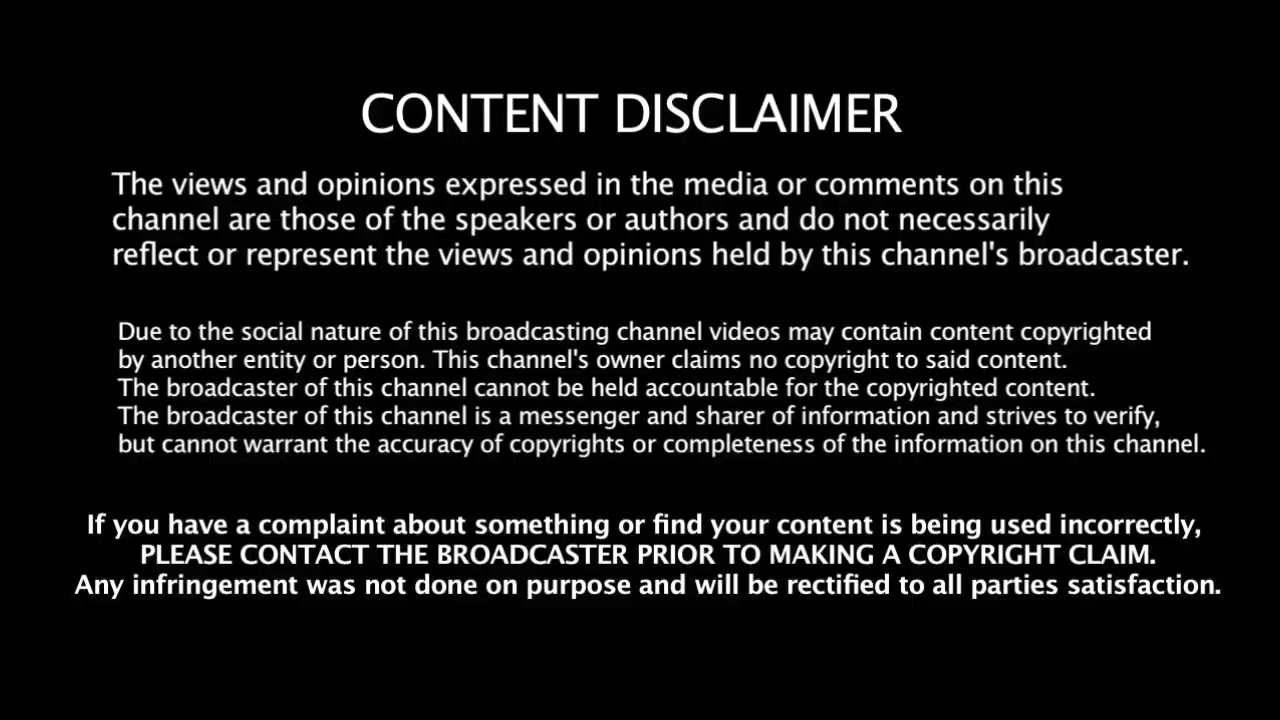 CONTENT DISCLAIMER
The views and opinions expressed in the media or comments on this
channel are those of the speakers or authors and do not necessarily
reflect or represent the views and opinions held by this channel's broadcaster.
Due to the social nature of this broadcasting channel videos may contain content copyrighted
by another entity or person. This channel's owner claims no copyright to said content.
The broadcaster of this channel cannot be held accountable for the copyrighted content.
The broadcaster of this channel is a messenger and sharer of information and strives to verify,
but cannot warrant the accuracy of copyrights or completeness of the information on this channel.
If you have a complaint about something or find your content is being used incorrectly,
PLEASE CONTACT THE BROADCASTER PRIOR TO MAKING A COPYRIGHT CLAIM.
Any infringement was not done on purpose and will be rectified to all parties satisfaction.